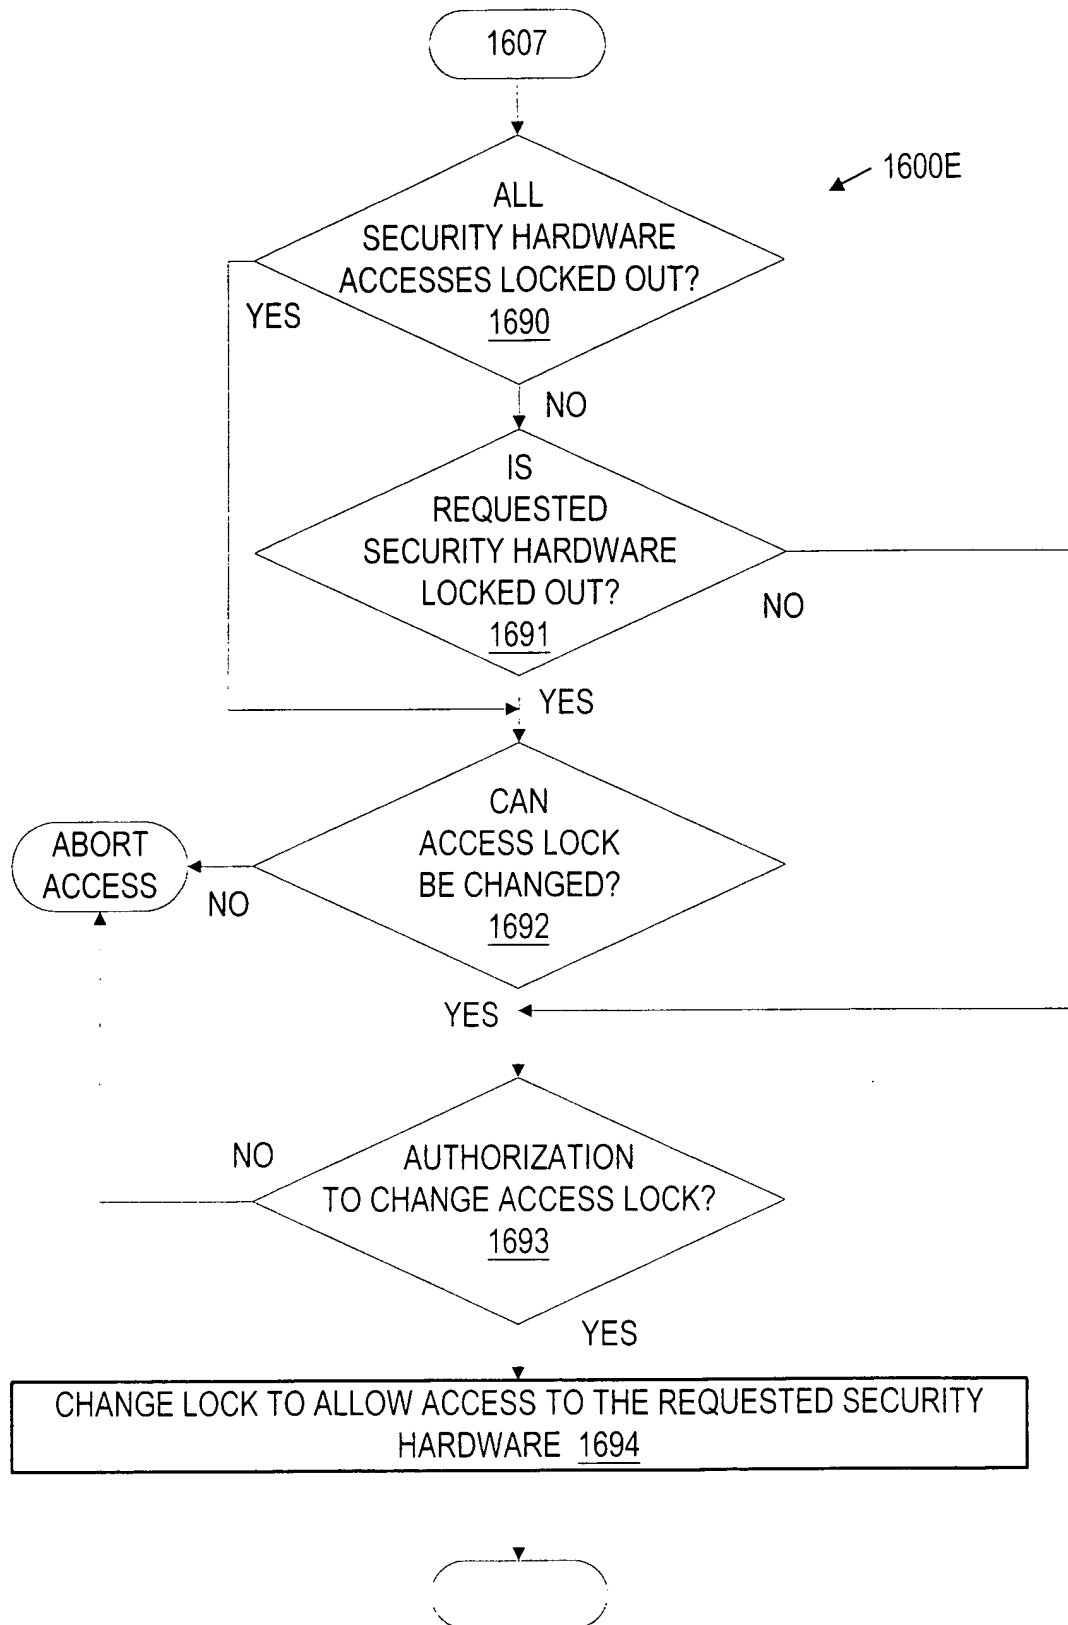 1607
1600E
ALL
SECURITY HARDWARE
ACCESSES LOCKED OUT?
1690
YES
NO
IS
REQUESTED
SECURITY HARDWARE
LOCKED OUT?
1691
NO
YES
CAN
ACCESS LOCK
BE CHANGED?
1692
ABORT
ACCESS
NO
YES
NO
AUTHORIZATION
TO CHANGE ACCESS LOCK?
1693
YES
CHANGE LOCK TO ALLOW ACCESS TO THE REQUESTED SECURITY
HARDWARE 1694